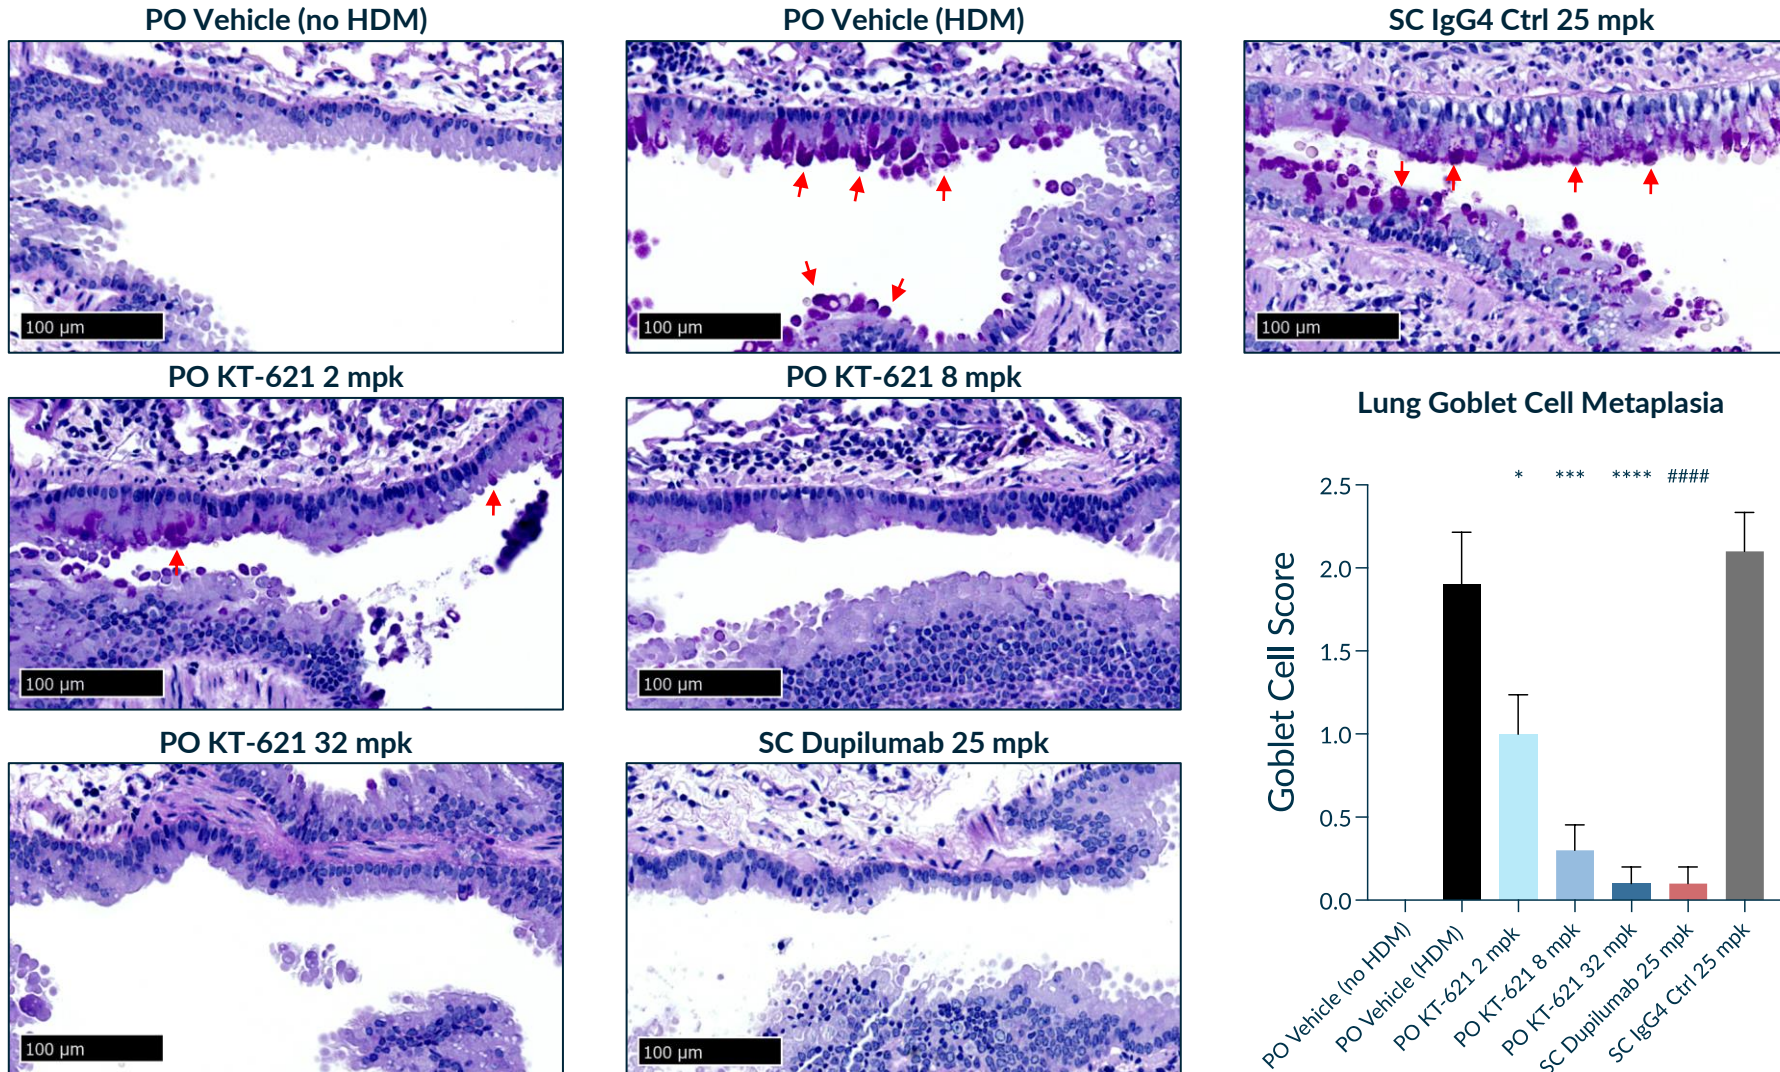 PO Vehicle (no HDM)
PO Vehicle (HDM)
SC IgG4 Ctrl 25 mpk
100 µm
100 µm
100 µm
PO KT-621 2 mpk
PO KT-621 8 mpk
100 µm
100 µm
PO KT-621 32 mpk
SC Dupilumab 25 mpk
100 µm
100 µm
Lung Goblet Cell Metaplasia
* *** **** ####
Goblet Cell Score
2.5
2.0
1.5
1.0
0.5
0.0
PO Vehicle (no HDM)
PO Vehicle (HDM)
PO KT-621 2 mpk
PO KT-621 8 mpk
PO KT-621 32 mpk
SC Dupilumab 25 mpk
SC IgG4 Ctrl 25 mpk